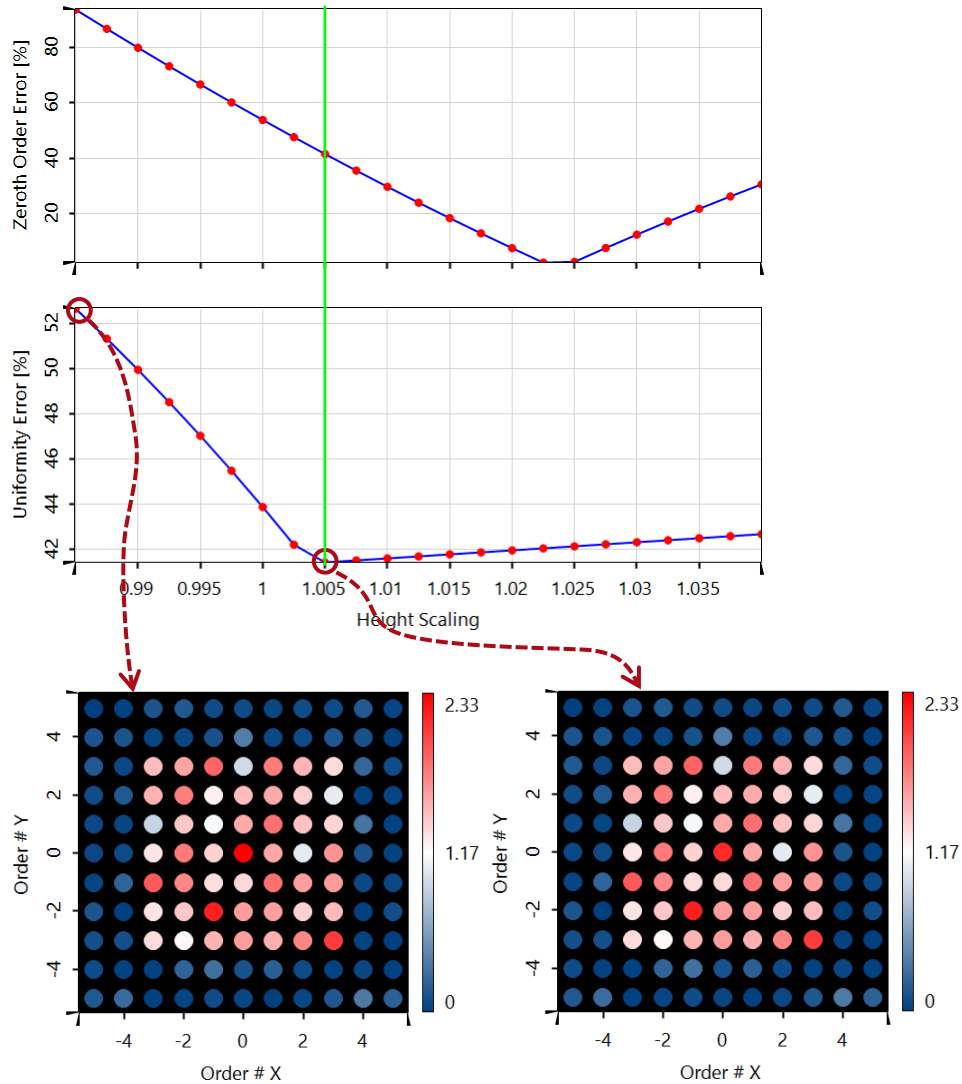 Zeroth Order Error [%]
80
60
40
20
Uniformity Error [%]
52
50
48
46
44
42
0.99 0.995 1 1.005 1.01 1.015 1.02 1.025 1.03 1.035
Height Scaling
Order # Y
4
2
0
-2
-4
-4 -2 0 2 4
Order # X
2.33
1.17
0
Order # Y
4
2
0
-2
-4
-4 -2 0 2 4
Order # X
2.33
1.17
0